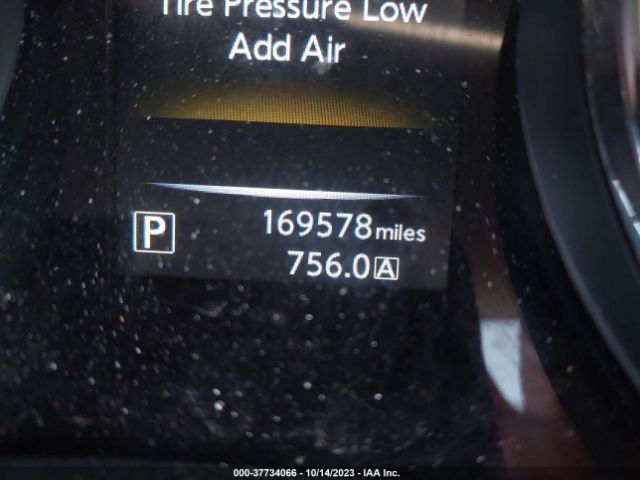 Tire Pressure Low
Add Air
P
169578 miles
756.0 A
000-37734066 - 10/14/2023 - IAA Inc.